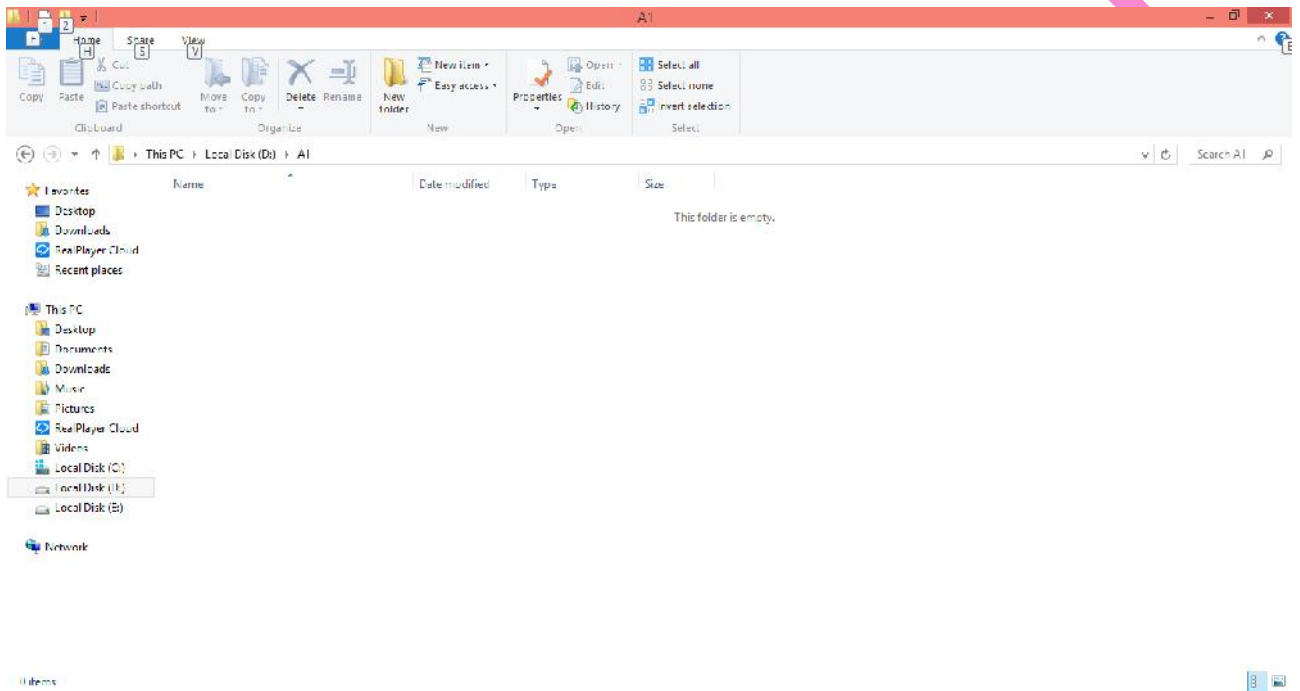 A1
1
2
F
Home Share View
H S V
E
Copy
Paste
Cut
Copy path
Paste shortcut
Clipboard
Move to
Copy to
Delete
Rename
Organize
New folder
New item
Easy access
New
Properties
Open
Edit
History
Open
Select all
Select none
Invert selection
Select
This PC Local Disk (D:) A1
Search A1
Name Date modified Type Size
This folder is empty.
Favorites
Desktop
Downloads
RealPlayer Cloud
Recent places
This PC
Desktop
Documents
Downloads
Music
Pictures
RealPlayer Cloud
Videos
Local Disk (C:)
Local Disk (D:)
Local Disk (E:)
Network
0 items